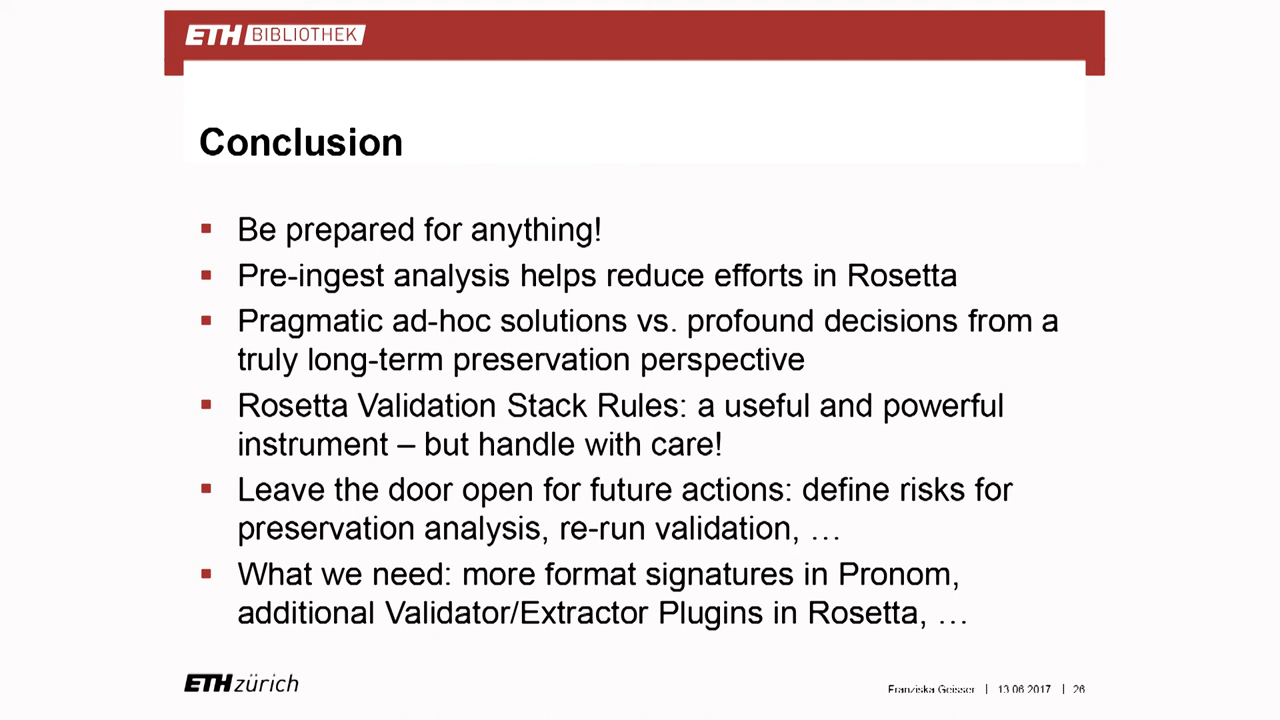 ETH BIBLIOTHEK
Conclusion
Be prepared for anything!
Pre-ingest analysis helps reduce efforts in Rosetta
Pragmatic ad-hoc solutions vs. profound decisions from a
truly long-term preservation perspective
Rosetta Validation Stack Rules: a useful and powerful
instrument – but handle with care!
Leave the door open for future actions: define risks for
preservation analysis, re-run validation, …
What we need: more format signatures in Pronom,
additional Validator/Extractor Plugins in Rosetta, …
ETH zürich
Franziska Geisser | 13.06.2017 | 26